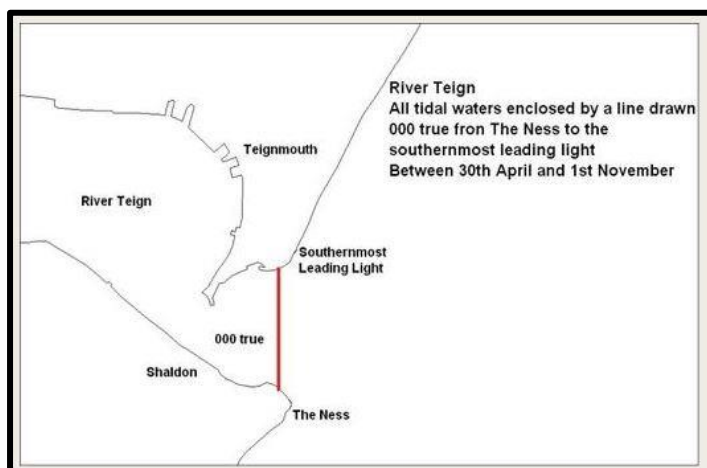 River Teign
All tidal waters enclosed by a line drawn
000 true fron The Ness to the
southernmost leading light
Between 30th April and 1st November
Teignmouth
River Teign
Southernmost
Leading Light
000 true
Shaldon
The Ness